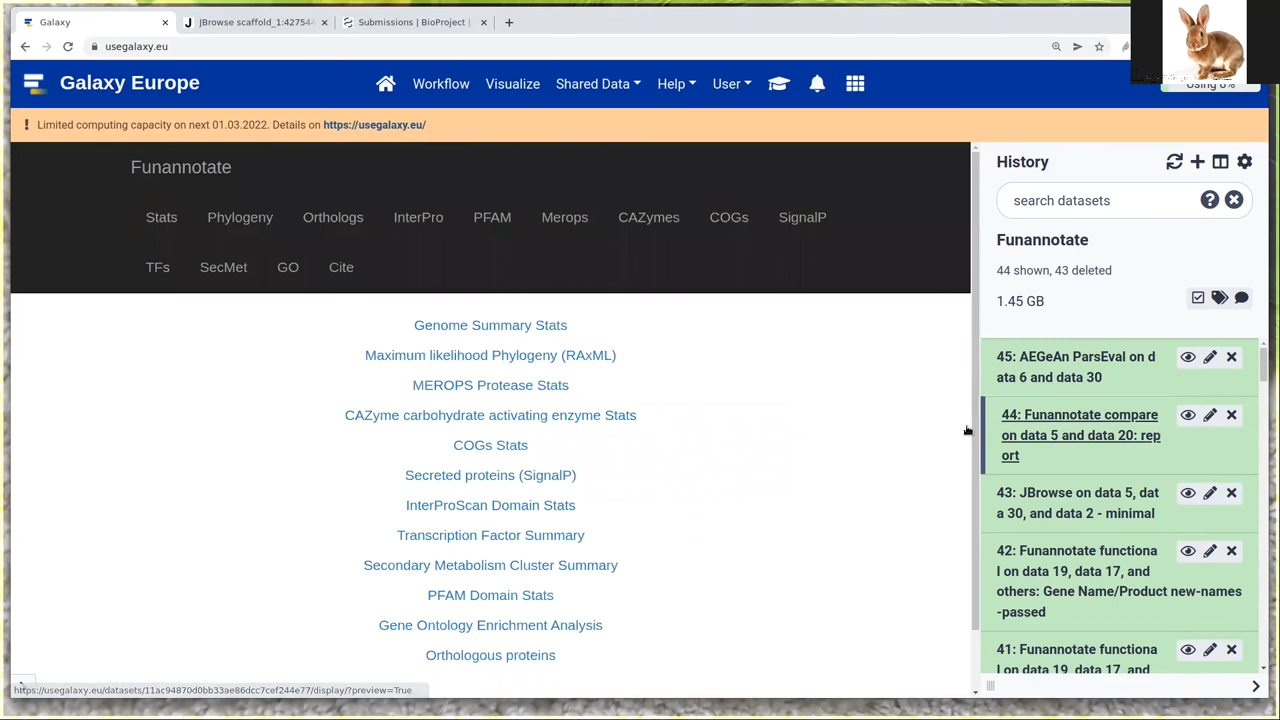 Galaxy
JBrowse scaffold_1:42754
Submissions | BioProject |
usegalaxy.eu
Galaxy Europe
Workflow Visualize Shared Data Help User
Using 6%
! Limited computing capacity on next 01.03.2022. Details on https://usegalaxy.eu/
Funannotate
Stats Phylogeny Orthologs InterPro PFAM Merops CAZymes COGs SignalP
TFs SecMet GO Cite
Genome Summary Stats
Maximum likelihood Phylogeny (RAxML)
MEROPS Protease Stats
CAZyme carbohydrate activating enzyme Stats
COGs Stats
Secreted proteins (SignalP)
InterProScan Domain Stats
Transcription Factor Summary
Secondary Metabolism Cluster Summary
PFAM Domain Stats
Gene Ontology Enrichment Analysis
Orthologous proteins
https://usegalaxy.eu/datasets/11ac94870d0bb33ae86dcc7cef244e77/display/?preview=True
History
search datasets
Funannotate
44 shown, 43 deleted
1.45 GB
45: AEGeAn ParsEval on d
ata 6 and data 30
44: Funannotate compare
on data 5 and data 20: rep
ort
43: JBrowse on data 5, dat
a 30, and data 2 - minimal
42: Funannotate functiona
l on data 19, data 17, and
others: Gene Name/Product new-names
-passed
41: Funannotate functiona
l on data 19, data 17, and